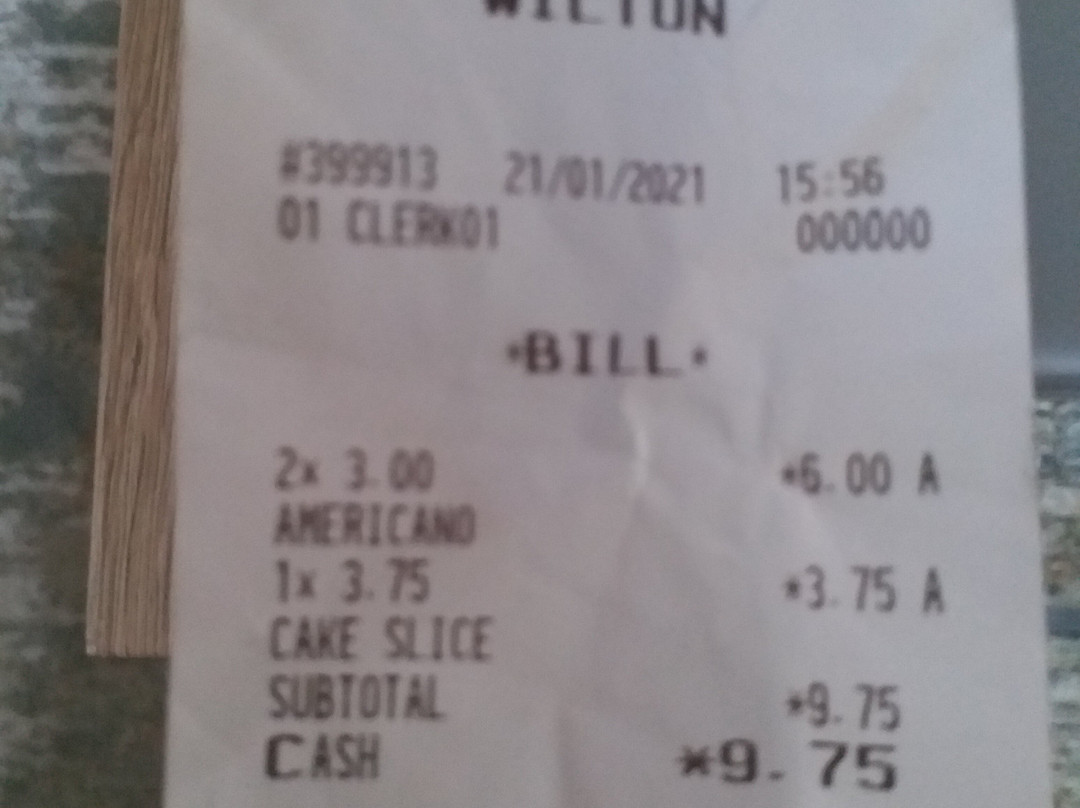 WILTON
#399913 21/01/2021 15:56
01 CLERK01 000000
*BILL*
2x 3.00 *6.00 A
AMERICANO
1x 3.75 *3.75 A
CAKE SLICE
SUBTOTAL *9.75
CASH *9.75